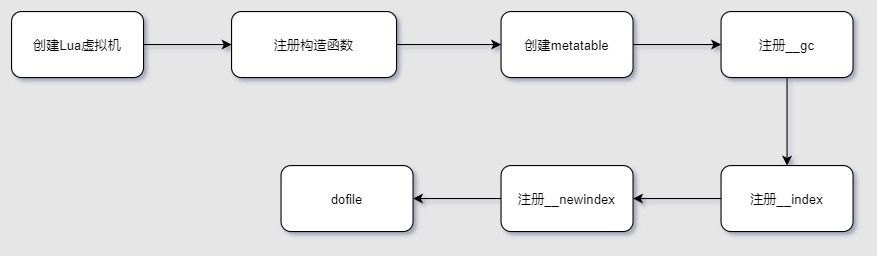 创建Lua虚拟机
注册构造函数
创建metatable
注册__gc
注册__index
注册__newindex
dofile